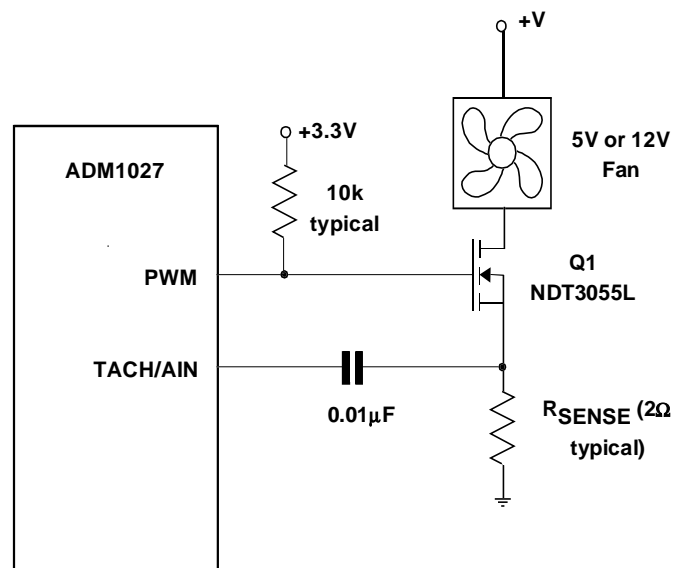 +V
5V or 12V
Fan
+3.3V
ADM1027
10k
typical
Q1
NDT3055L
PWM
TACH/AIN
0.01μF
RSENSE (2Ω
typical)